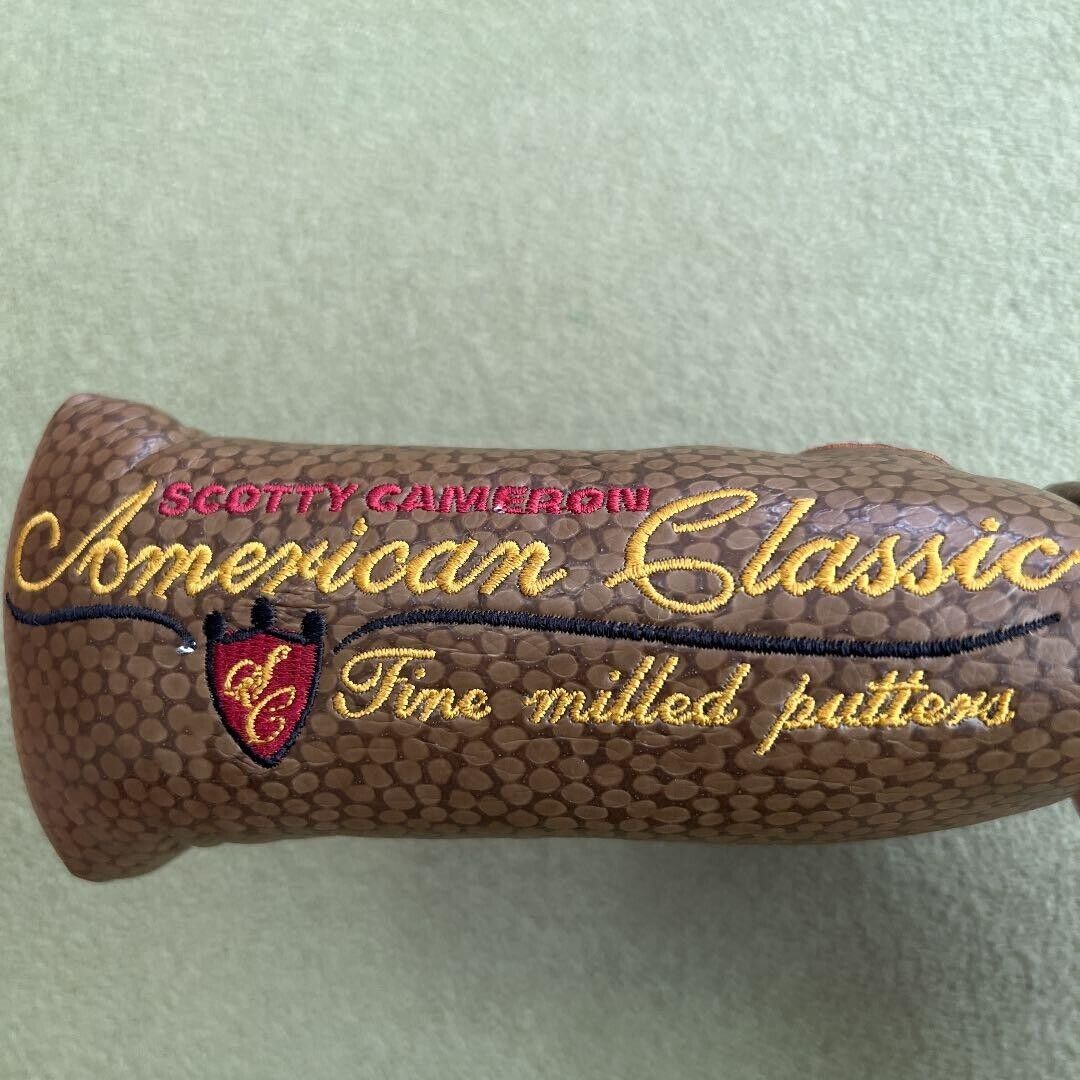 SCOTTY CAMERON
American Classic
SC
Fine milled putters